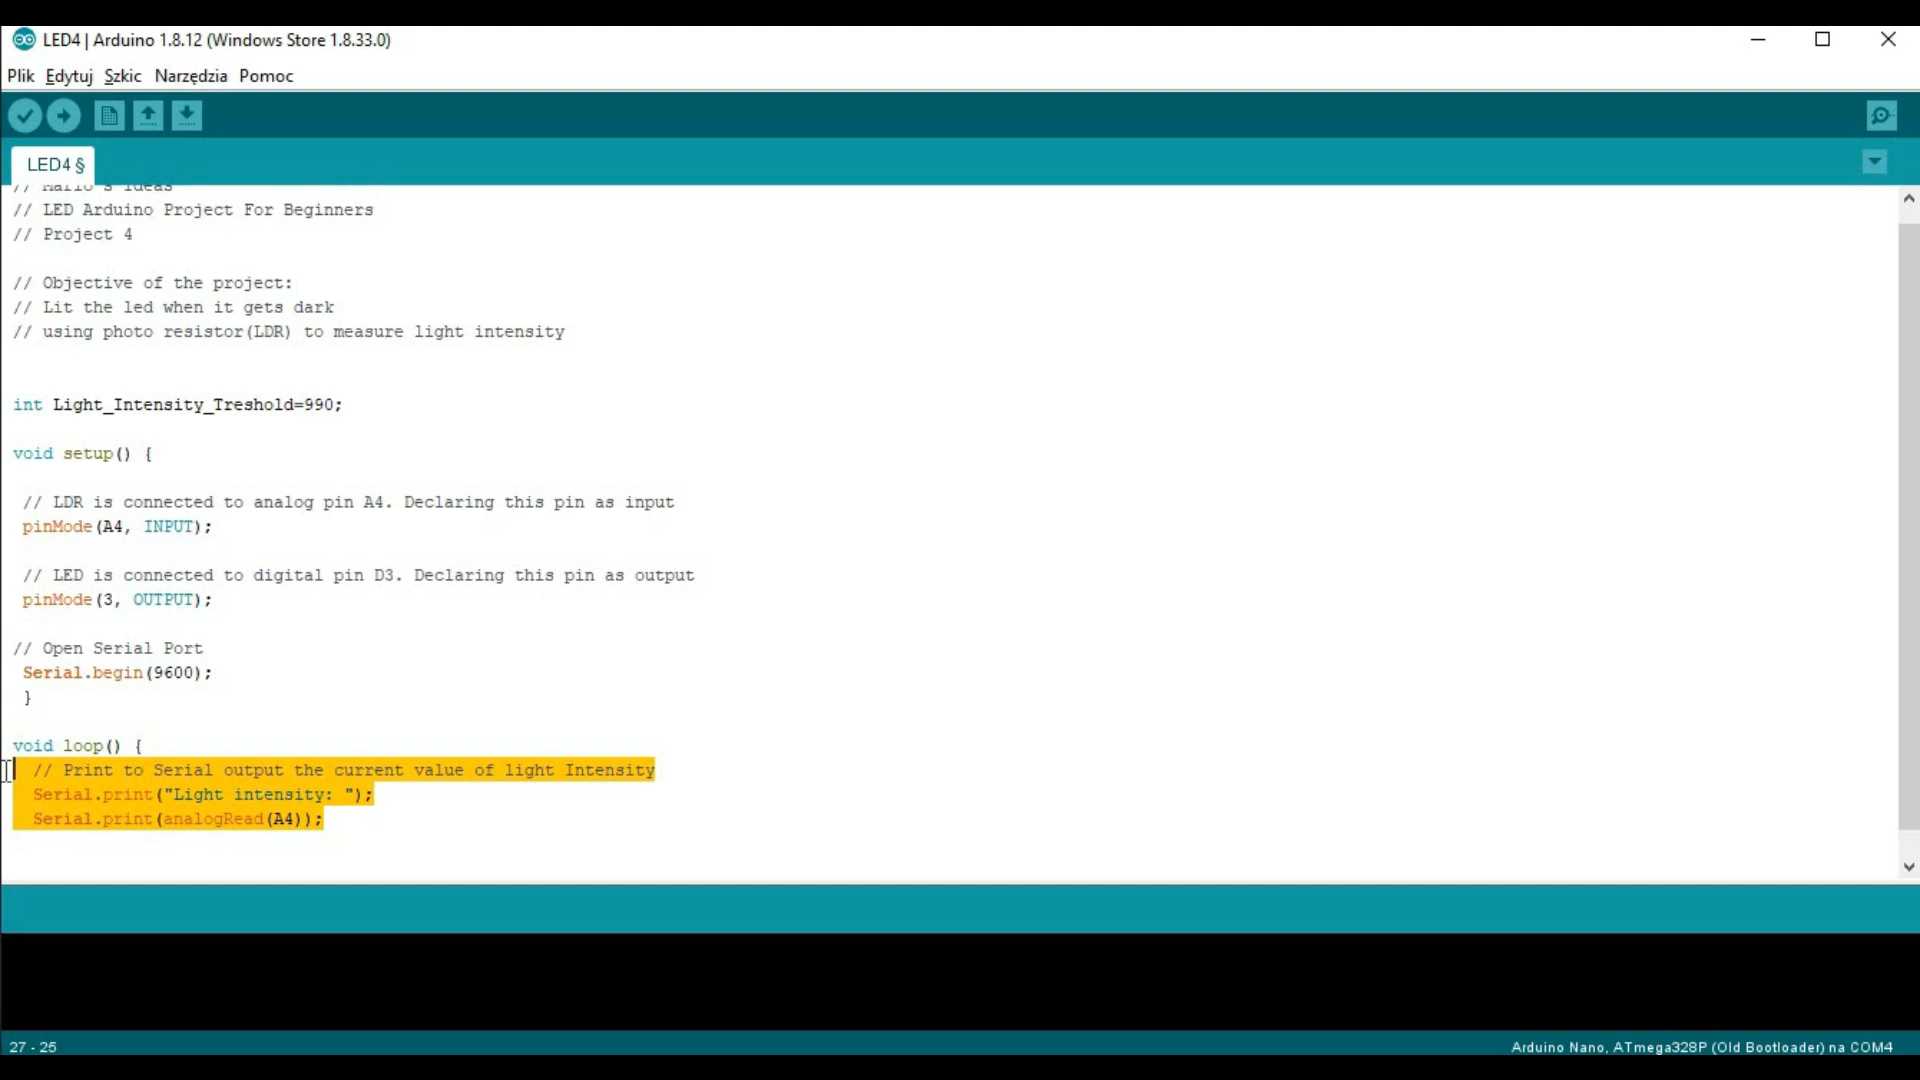 LED4 | Arduino 1.8.12 (Windows Store 1.8.33.0)
Plik Edytuj Szkic Narzędzia Pomoc
LED4 §
// Mario's Ideas
// LED Arduino Project For Beginners
// Project 4
// Objective of the project:
// Lit the led when it gets dark
// using photo resistor(LDR) to measure light intensity
int Light_Intensity_Treshold=990;
void setup() {
// LDR is connected to analog pin A4. Declaring this pin as input
pinMode(A4, INPUT);
// LED is connected to digital pin D3. Declaring this pin as output
pinMode(3, OUTPUT);
// Open Serial Port
Serial.begin(9600);
}
void loop() {
// Print to Serial output the current value of light Intensity
Serial.print("Light intensity: ");
Serial.print(analogRead(A4));
27 - 25
Arduino Nano, ATmega328P (Old Bootloader) na COM4